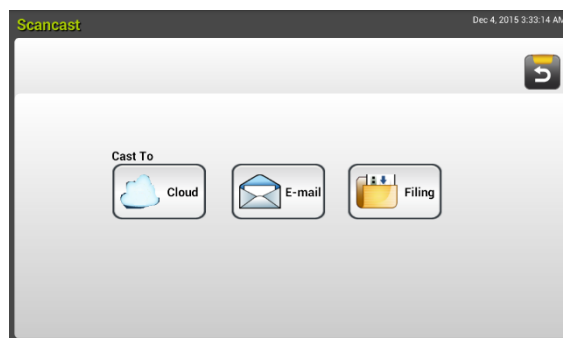 Scancast
Dec 4, 2015 3:33:14 AM
Cast To
Cloud
E-mail
Filing